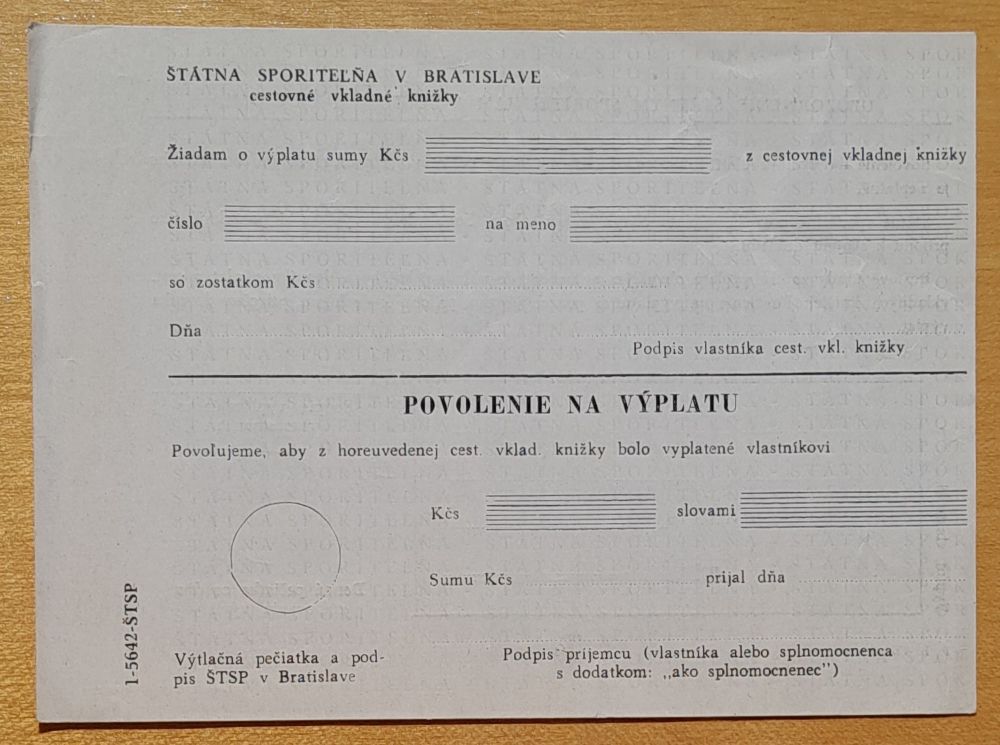 ŠTÁTNA SPORITEĽŇA V BRATISLAVE
cestovné vkladné knižky
Žiadam o výplatu sumy Kčs z cestovnej vkladnej knižky
číslo na meno
so zostatkom Kčs
Dňa
Podpis vlastníka cest. vkl. knižky
POVOLENIE NA VÝPLATU
Povoľujeme, aby z horeuvedenej cest. vklad. knižky bolo vyplatené vlastníkovi
Kčs slovami
Sumu Kčs prijal dňa
Výtlačná pečiatka a pod-
pis ŠTSP v Bratislave
Podpis príjemcu (vlastníka alebo splnomocnenca
s dodatkom: „ako splnomocnenec")
1-5642-ŠTSP